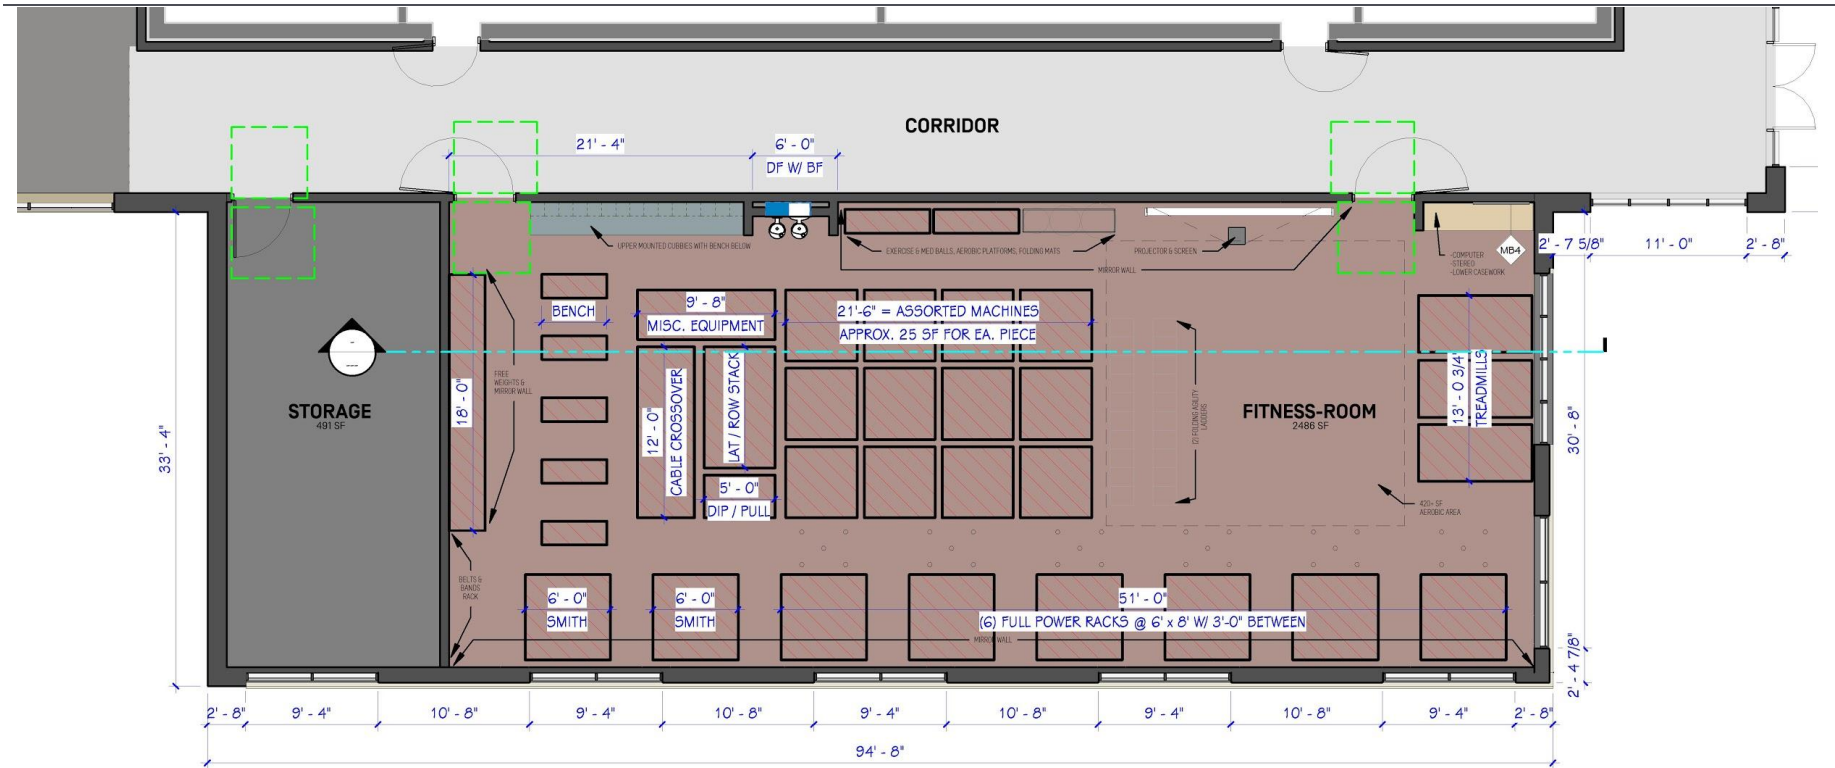 CORRIDOR
21' - 4"
6' - 0"
DF W/ BF
UPPER MOUNTED CUBBIES WITH BENCH BELOW
EXERCISE & MED BALLS, AEROBIC PLATFORMS, FOLDING MATS
PROJECTOR & SCREEN
MIRROR WALL
-COMPUTER
-STEREO
-LOWER CASEWORK
MB4
2' - 7 5/8"
11' - 0"
2' - 8"
BENCH
9' - 8"
MISC. EQUIPMENT
21'-6" = ASSORTED MACHINES
APPROX. 25 SF FOR EA. PIECE
-
---
STORAGE
491 SF
18' - 0"
FREE
WEIGHTS &
MIRROR WALL
12' - 0"
CABLE CROSSOVER
LAT / ROW STACK
5' - 0"
DIP / PULL
(2) FOLDING AGILITY
LADDERS
FITNESS-ROOM
2486 SF
13' - 0 3/4"
TREADMILLS
420+ SF
AEROBIC AREA
33' - 4"
30' - 8"
BELTS &
BANDS
RACK
6' - 0"
SMITH
6' - 0"
SMITH
51' - 0"
(6) FULL POWER RACKS @ 6' x 8' W/ 3'-0" BETWEEN
MIRROR WALL
2' - 4 7/8"
2' - 8"
9' - 4"
10' - 8"
9' - 4"
10' - 8"
9' - 4"
10' - 8"
9' - 4"
10' - 8"
9' - 4"
2' - 8"
94' - 8"